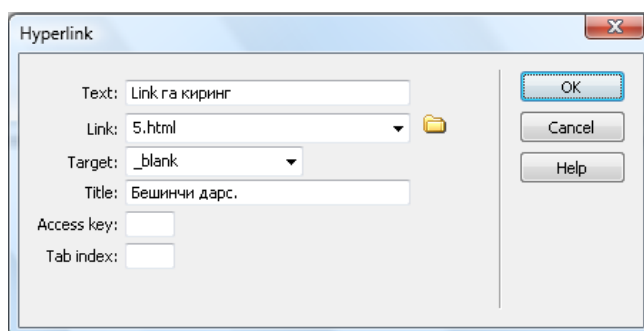 Hyperlink
Text: Link га киринг
OK
Link: 5.html
Cancel
Target: _blank
Help
Title: Бешинчи дарс.
Access key:
Tab index: